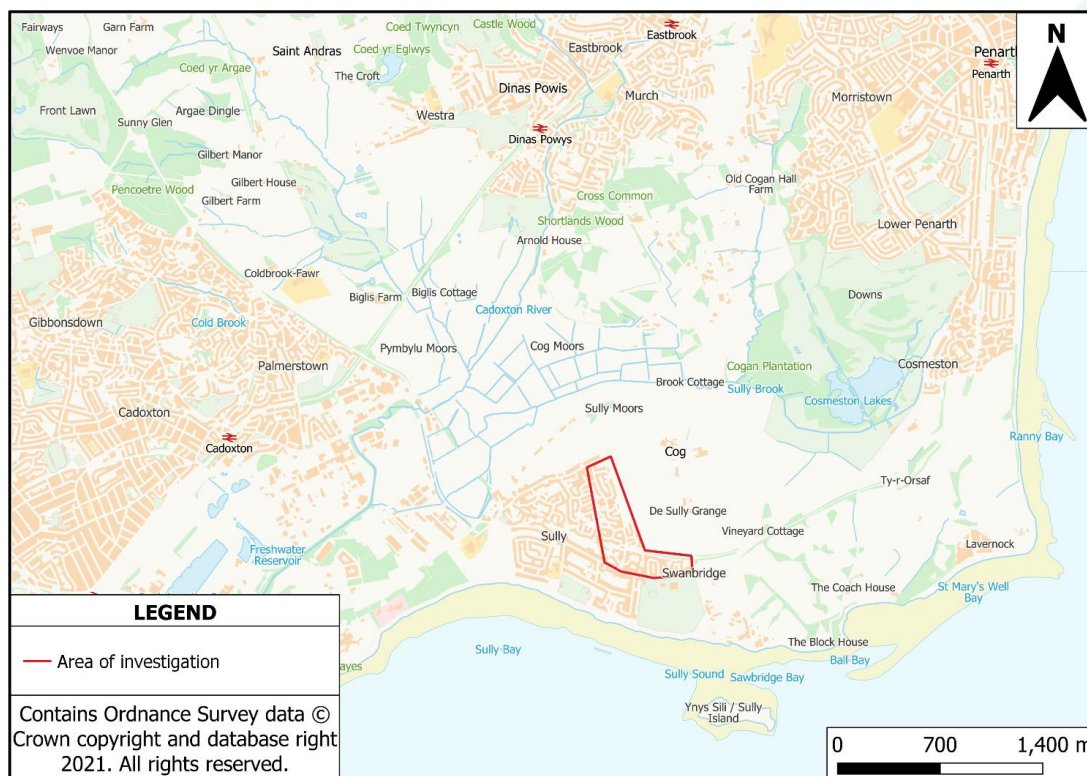 Fairways
Garn Farm
Coed Twyncyn
Castle Wood
Wenvoe Manor
Saint Andras
Coed yr Eglwys
Eastbrook
Eastbrook
Penarth
N
Coed yr Argae
The Croft
Penarth
Dinas Powis
Murch
Morristown
Front Lawn
Argae Dingle
Sunny Glen
Westra
Dinas Powys
Gilbert Manor
Gilbert House
Pencoetre Wood
Gilbert Farm
Cross Common
Old Cogan Hall
Farm
Shortlands Wood
Lower Penarth
Arnold House
Coldbrook-Fawr
Biglis Farm
Biglis Cottage
Downs
Gibbonsdown
Cold Brook
Cadoxton River
Pymbylu Moors
Cog Moors
Palmerstown
Cogan Plantation
Cosmeston
Brook Cottage
Sully Brook
Cosmeston Lakes
Cadoxton
Sully Moors
Cadoxton
Cog
Ranny Bay
Ty-r-Orsaf
De Sully Grange
Sully
Vineyard Cottage
Freshwater
Reservoir
Lavernock
Swanbridge
The Coach House
St Mary's Well
Bay
LEGEND
The Block House
Area of investigation
Sully Bay
Ball Bay
ayes
Sully Sound
Sawbridge Bay
Ynys Sili / Sully
Island
Contains Ordnance Survey data ©
Crown copyright and database right
2021. All rights reserved.
0 700 1,400 m